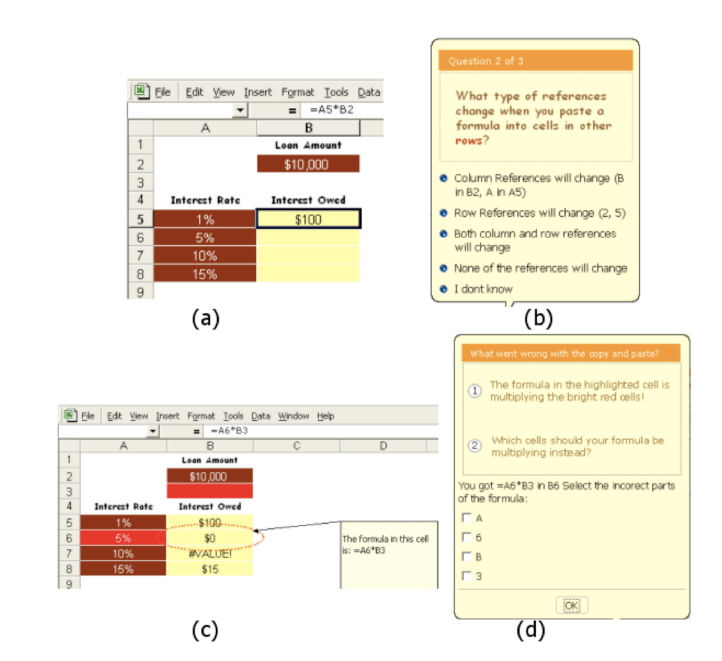 File Edit View Insert Format Tools Data
= =A5*B2
A B
1 Loan Amount
2 $10,000
3
4 Interest Rate Interest Owed
5 1% $100
6 5%
7 10%
8 15%
9
(a)
Question 2 of 3
What type of references
change when you paste a
formula into cells in other
rows?
Column References will change (B
in B2, A in A5)
Row References will change (2, 5)
Both column and row references
will change
None of the references will change
I dont know
(b)
File Edit View Insert Format Tools Data Window Help
= =A6*B3
A B C D
1 Loan Amount
2 $10,000
3
4 Interest Rate Interest Owed
5 1% $100
6 5% $0
7 10% #VALUE!
8 15% $15
9
The formula in this cell
is: =A6*B3
(c)
What went wrong with the copy and paste?
1 The formula in the highlighted cell is
multiplying the bright red cells!
2 Which cells should your formula be
multiplying instead?
You got =A6*B3 in B6 Select the incorect parts
of the formula:
A
6
B
3
OK
(d)